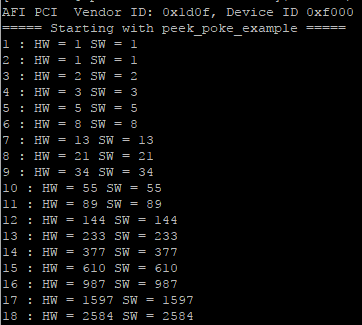 AFI PCI  Vendor ID: 0x1d0f, Device ID 0xf000
===== Starting with peek_poke_example =====
1 : HW = 1 SW = 1
2 : HW = 1 SW = 1
3 : HW = 2 SW = 2
4 : HW = 3 SW = 3
5 : HW = 5 SW = 5
6 : HW = 8 SW = 8
7 : HW = 13 SW = 13
8 : HW = 21 SW = 21
9 : HW = 34 SW = 34
10 : HW = 55 SW = 55
11 : HW = 89 SW = 89
12 : HW = 144 SW = 144
13 : HW = 233 SW = 233
14 : HW = 377 SW = 377
15 : HW = 610 SW = 610
16 : HW = 987 SW = 987
17 : HW = 1597 SW = 1597
18 : HW = 2584 SW = 2584